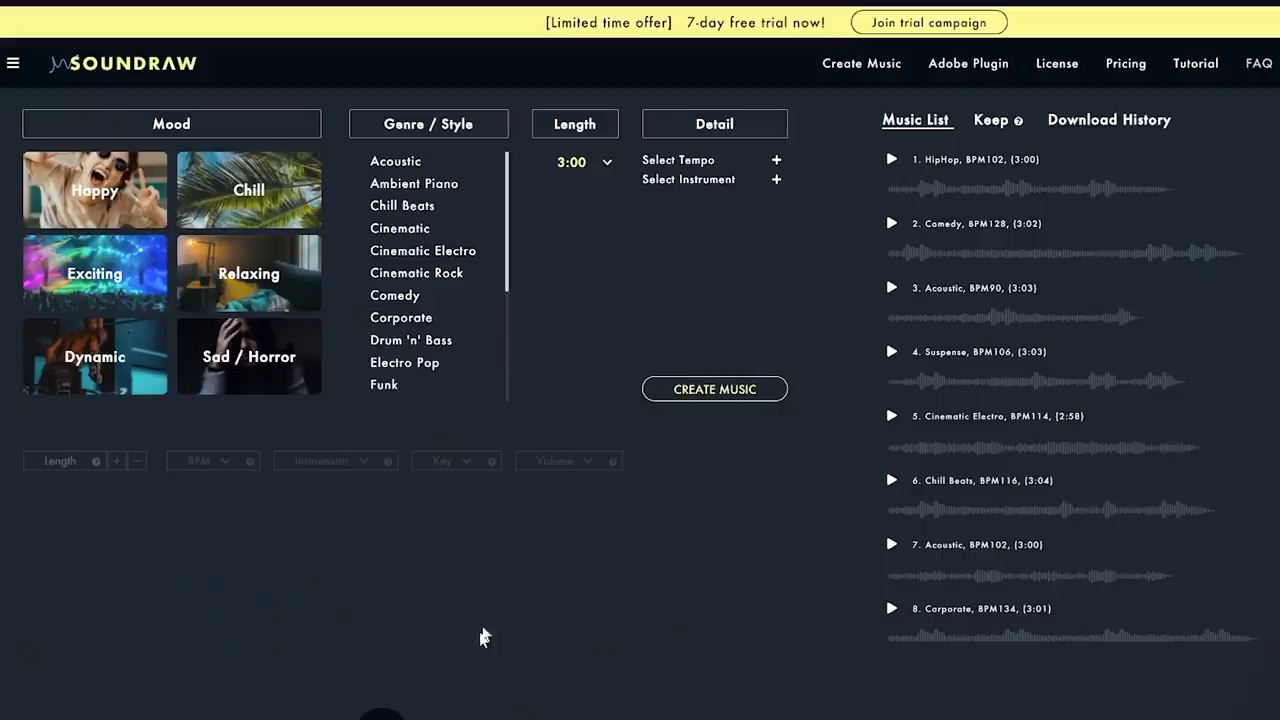 [Limited time offer] 7-day free trial now! Join trial campaign
SOUNDRAW Create Music Adobe Plugin License Pricing Tutorial FAQ
Mood
Happy Chill
Exciting Relaxing
Dynamic Sad / Horror
Genre / Style
Acoustic
Ambient Piano
Chill Beats
Cinematic
Cinematic Electro
Cinematic Rock
Comedy
Corporate
Drum 'n' Bass
Electro Pop
Funk
Length
3:00
Detail
Select Tempo +
Select Instrument +
CREATE MUSIC
Length ? + − BPM ? Instruments ? Key ? Volume ?
Music List Keep ? Download History
1. HipHop, BPM102, (3:00)
2. Comedy, BPM128, (3:02)
3. Acoustic, BPM90, (3:03)
4. Suspense, BPM106, (3:03)
5. Cinematic Electro, BPM114, (2:58)
6. Chill Beats, BPM116, (3:04)
7. Acoustic, BPM102, (3:00)
8. Corporate, BPM134, (3:01)